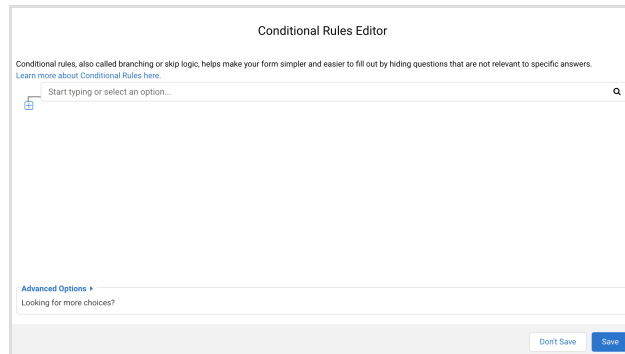 Conditional Rules Editor
Conditional rules, also called branching or skip logic, helps make your form simpler and easier to fill out by hiding questions that are not relevant to specific answers.
Learn more about Conditional Rules here.
Start typing or select an option...
Advanced Options
Looking for more choices?
Don't Save
Save